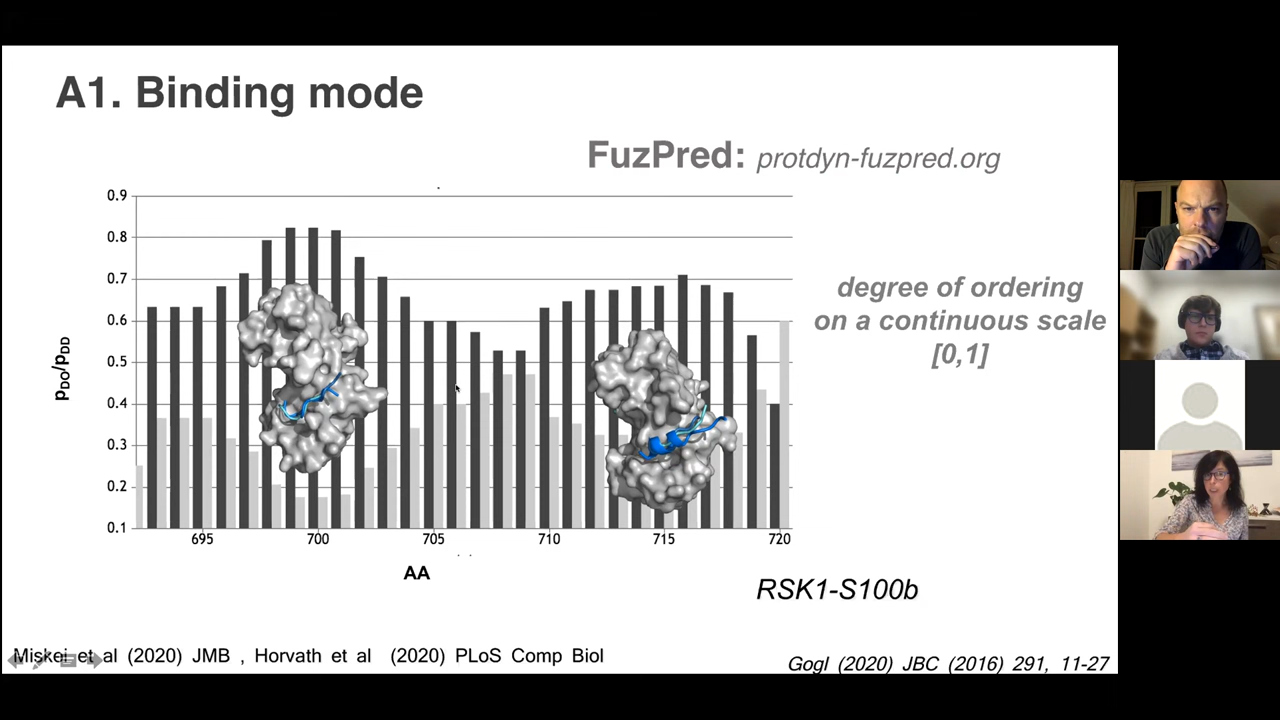 A1. Binding mode
FuzPred: protdyn-fuzpred.org
0.9
0.8
0.7
0.6
0.5
0.4
0.3
0.2
0.1
pDO/pDD
695 700 705 710 715 720
AA
degree of ordering
on a continuous scale
[0,1]
RSK1-S100b
Miskei et al (2020) JMB , Horvath et al (2020) PLoS Comp Biol
Gogl (2020) JBC (2016) 291, 11-27